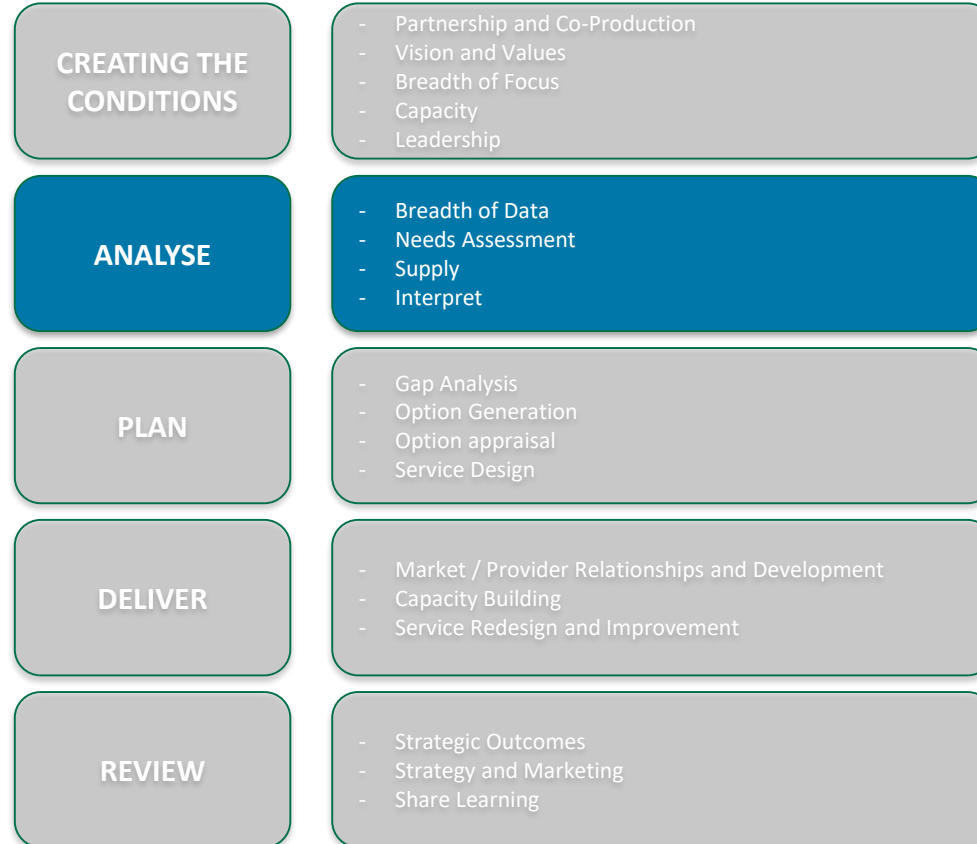 CREATING THE
CONDITIONS
- Partnership and Co-Production
- Vision and Values
- Breadth of Focus
- Capacity
- Leadership
ANALYSE
- Breadth of Data
- Needs Assessment
- Supply
- Interpret
PLAN
- Gap Analysis
- Option Generation
- Option appraisal
- Service Design
DELIVER
- Market / Provider Relationships and Development
- Capacity Building
- Service Redesign and Improvement
REVIEW
- Strategic Outcomes
- Strategy and Marketing
- Share Learning